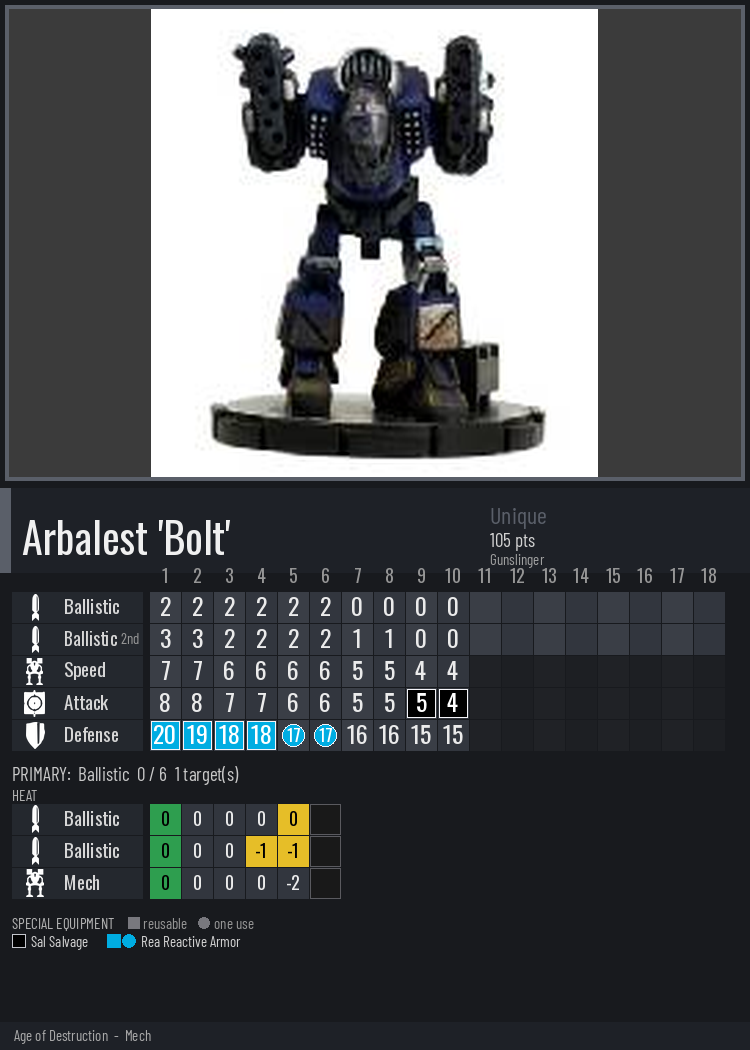 Unique
Arbalest 'Bolt'
105 pts
Gunslinger
1 2 3 4 5 6 7 8 9 10 11 12 13 14 15 16 17 18
Ballistic 2 2 2 2 2 2 0 0 0 0
Ballistic 2nd 3 3 2 2 2 2 1 1 0 0
Speed 7 7 6 6 6 6 5 5 4 4
Attack 8 8 7 7 6 6 5 5 5 4
Defense 20 19 18 18 17 17 16 16 15 15
PRIMARY: Ballistic 0 / 6 1 target(s)
HEAT
Ballistic 0 0 0 0 0
Ballistic 0 0 0 -1 -1
Mech 0 0 0 0 -2
SPECIAL EQUIPMENT reusable one use
Sal Salvage Rea Reactive Armor
Age of Destruction - Mech